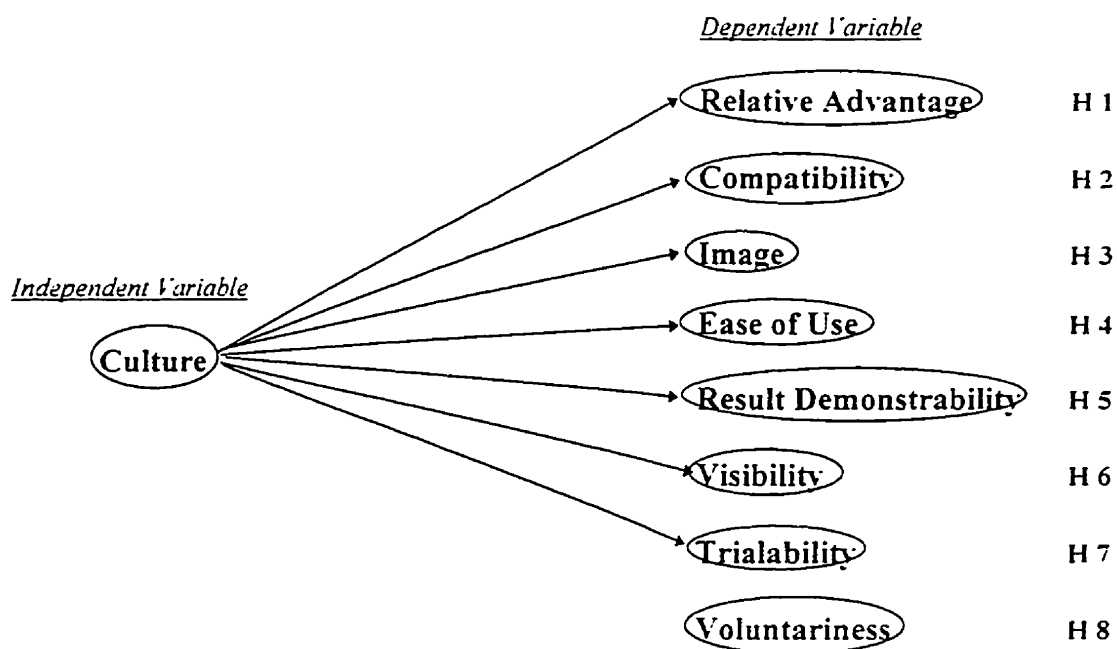 Dependent Variable
Relative Advantage H 1
Compatibility H 2
Image H 3
Independent Variable
Ease of Use H 4
Culture
Result Demonstrability H 5
Visibility H 6
Trialability H 7
Voluntariness H 8